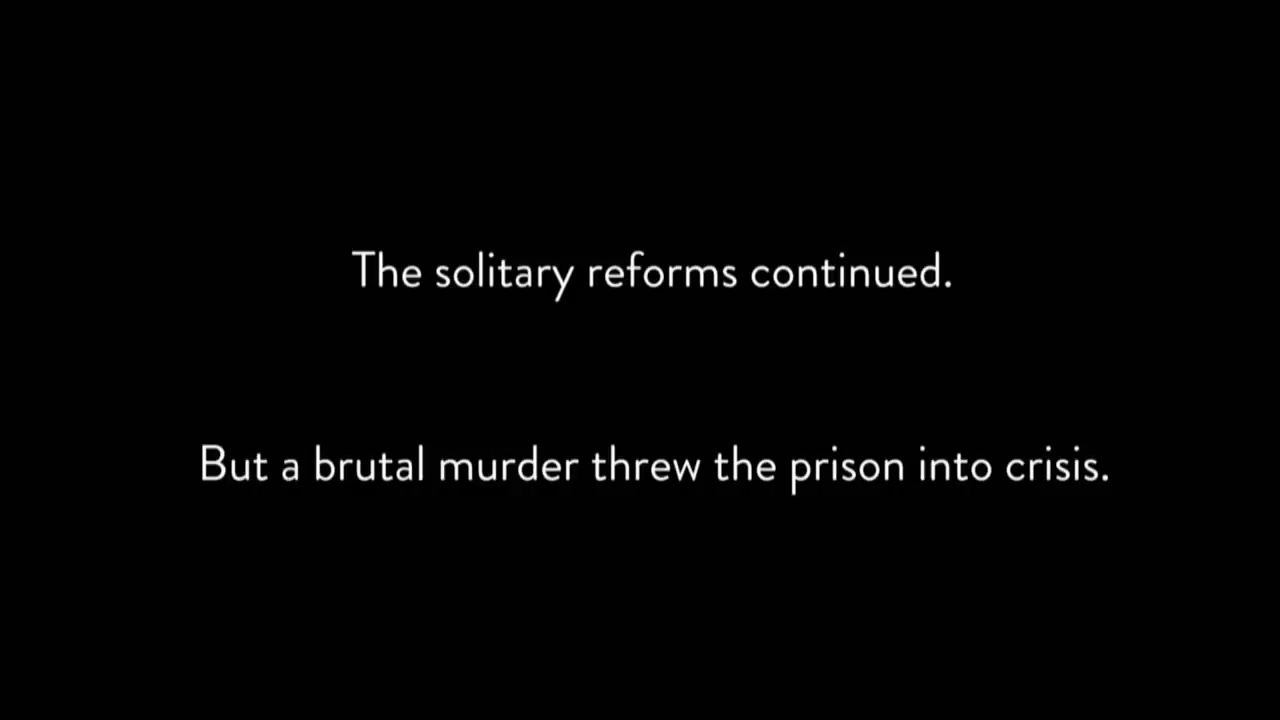 The solitary reforms continued.
But a brutal murder threw the prison into crisis.